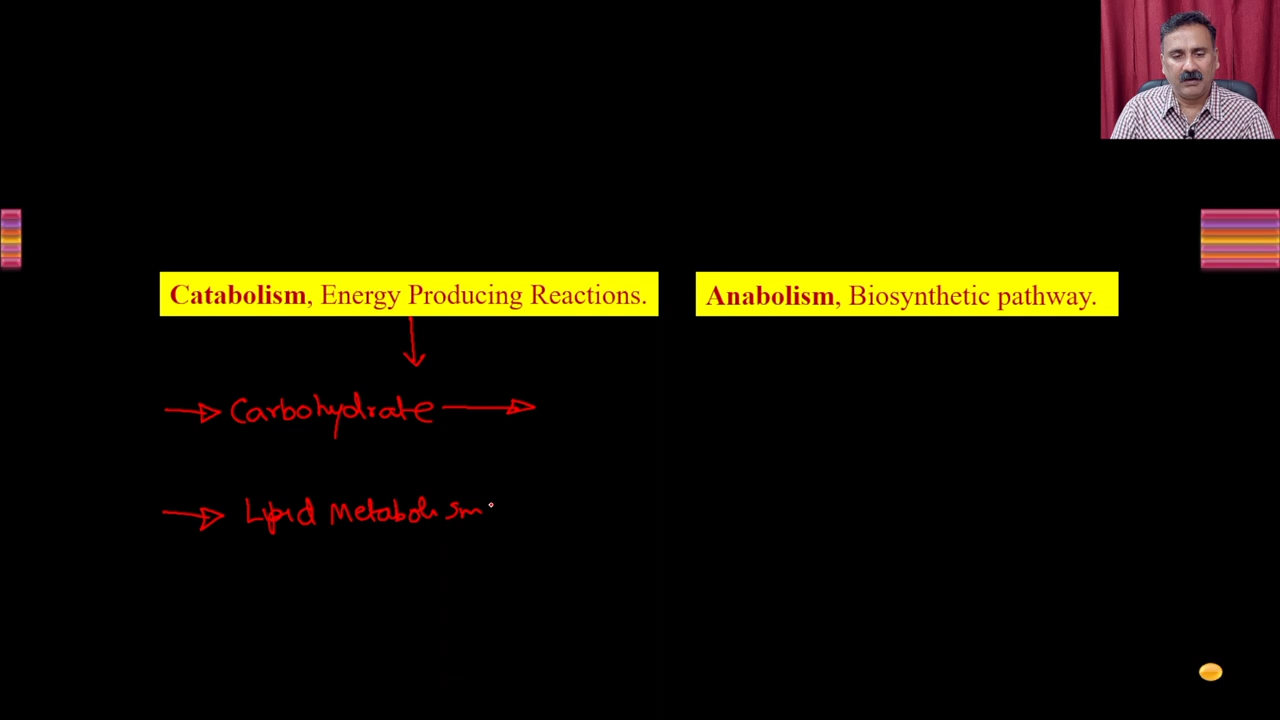 Catabolism, Energy Producing Reactions.
Anabolism, Biosynthetic pathway.
Carbohydrate
Lipid Metabolism